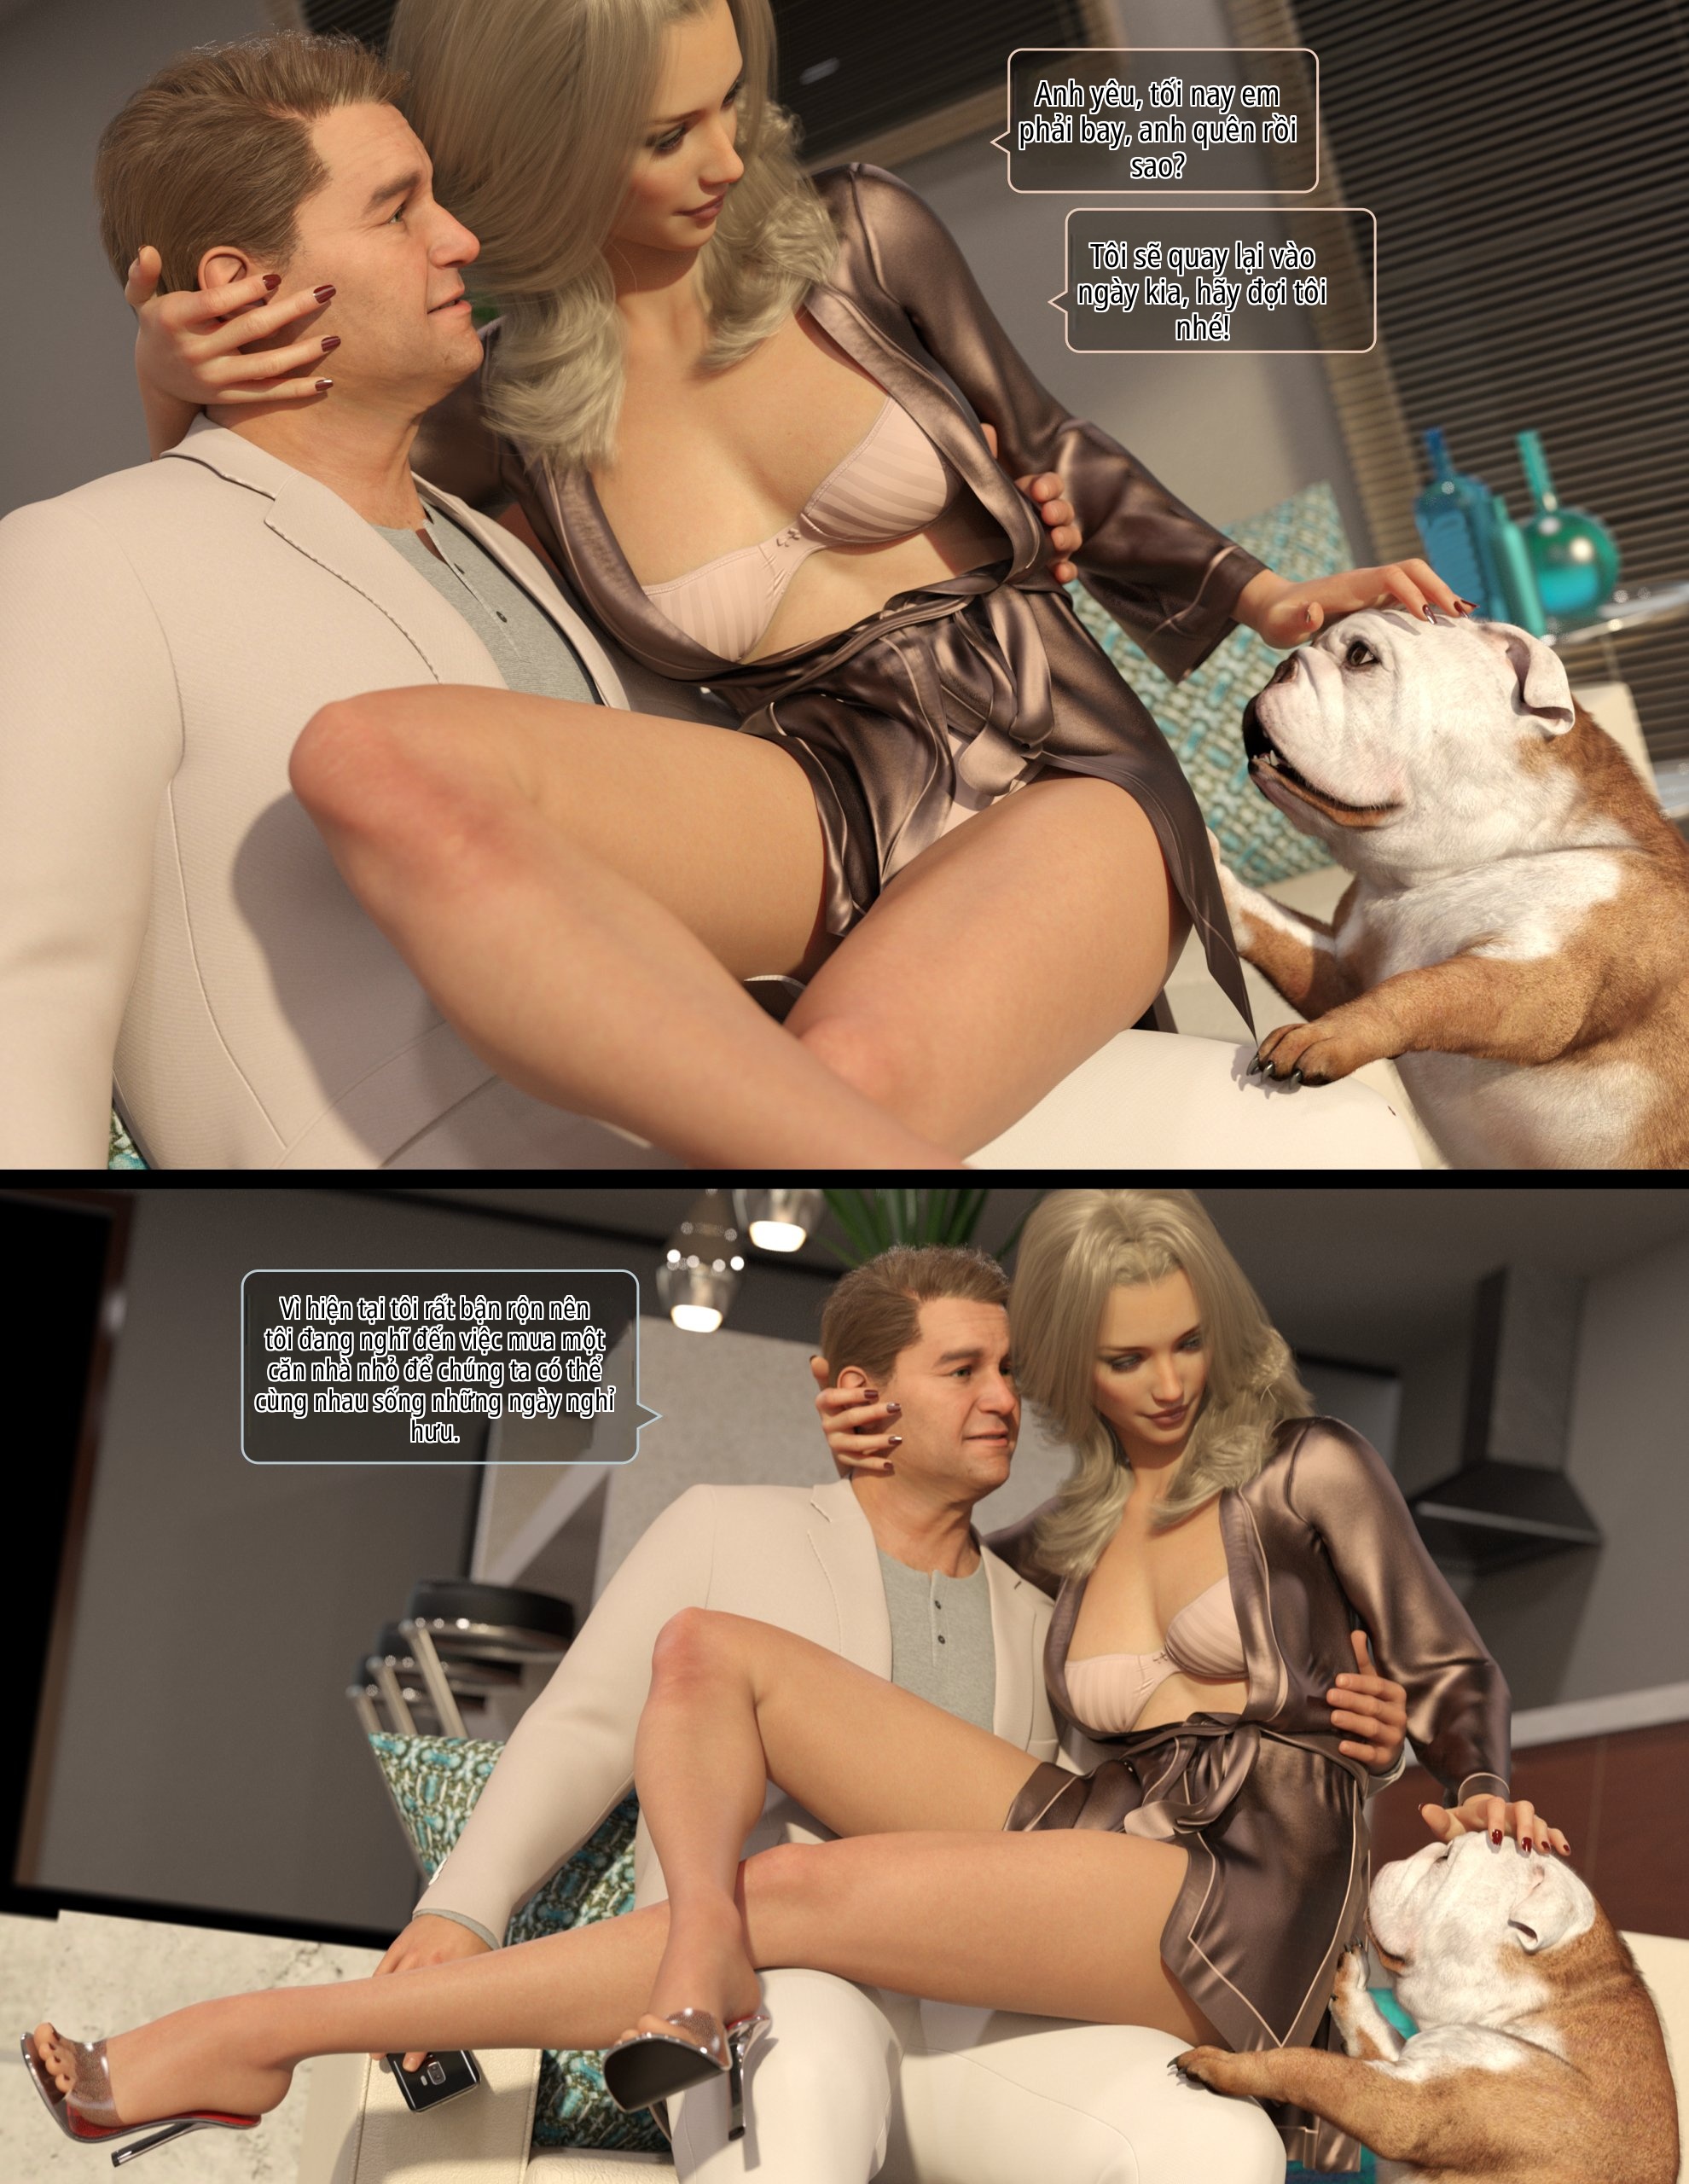 Anh yêu, tối nay em
phải bay, anh quên rồi
sao?
Tôi sẽ quay lại vào
ngày kia, hãy đợi tôi
nhé!
Vì hiện tại tôi rất bận rộn nên
tôi đang nghĩ đến việc mua một
căn nhà nhỏ để chúng ta có thể
cùng nhau sống những ngày nghỉ
hưu.